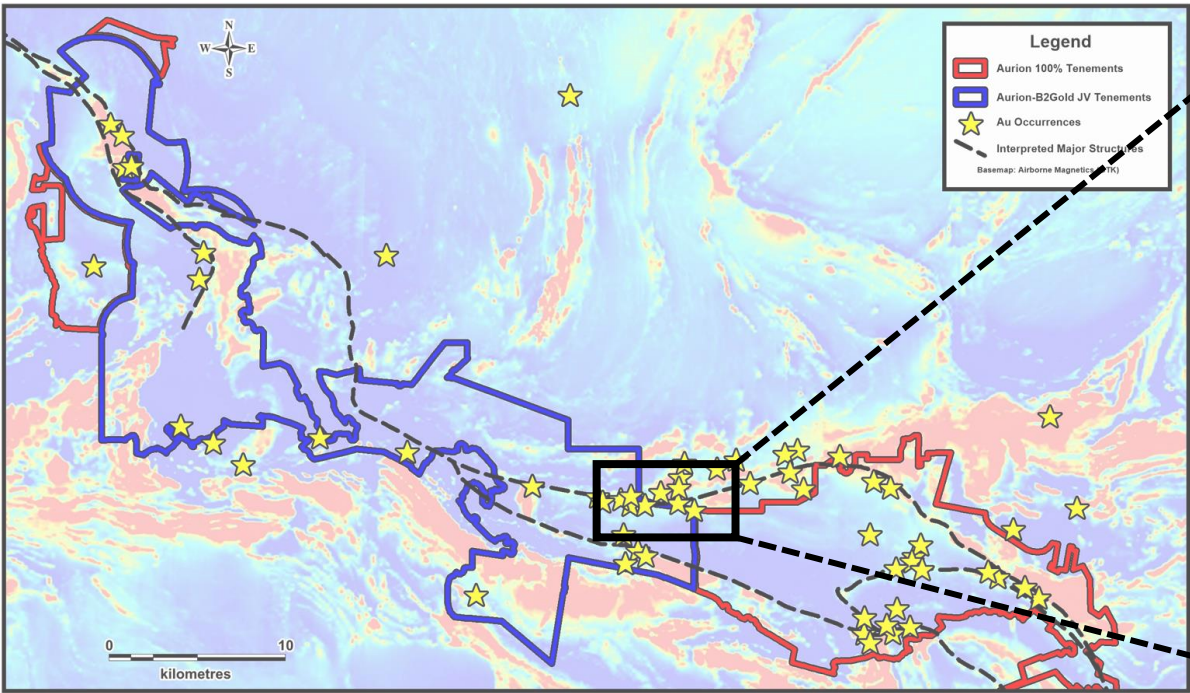 N
W E
S
Legend
Aurion 100% Tenements
Aurion-B2Gold JV Tenements
Au Occurrences
Interpreted Major Structures
Basemap: Airborne Magnetics TK)
0 10
kilometres